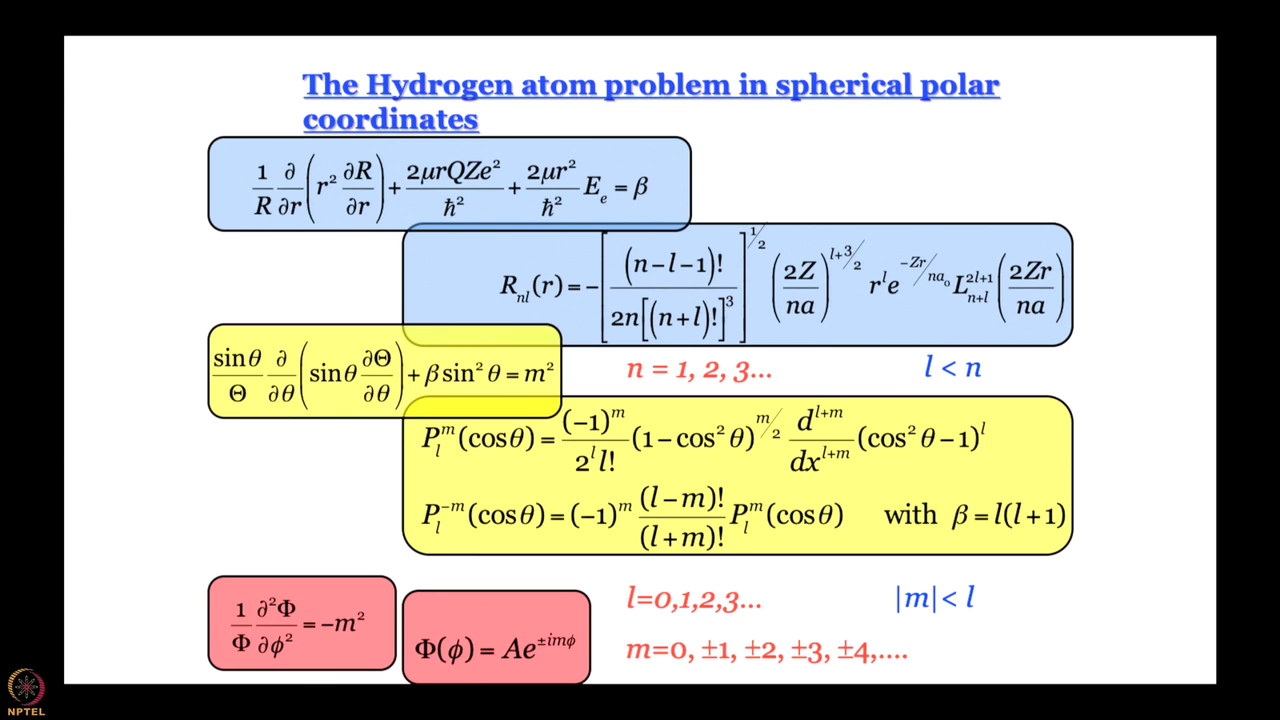 The Hydrogen atom problem in spherical polar
coordinates
1/R ∂/∂r (r² ∂R/∂r) + 2μrQZe²/ħ² + 2μr²/ħ² Eₑ = β
R_{nl}(r) = −[(n−l−1)! / 2n[(n+l)!]³]^{1/2} (2Z/na)^{l+3/2} r^l e^{−Zr/na₀} L_{n+l}^{2l+1} (2Zr/na)
sinθ/Θ ∂/∂θ (sinθ ∂Θ/∂θ) + β sin²θ = m²
n = 1, 2, 3... l < n
P_l^m(cosθ) = (−1)^m / 2^l l! (1−cos²θ)^{m/2} d^{l+m}/dx^{l+m} (cos²θ−1)^l
P_l^{−m}(cosθ) = (−1)^m (l−m)!/(l+m)! P_l^m(cosθ) with β = l(l+1)
1/Φ ∂²Φ/∂ϕ² = −m²
Φ(ϕ) = Ae^{±imϕ}
l=0,1,2,3... |m|< l
m=0, ±1, ±2, ±3, ±4,....
NPTEL